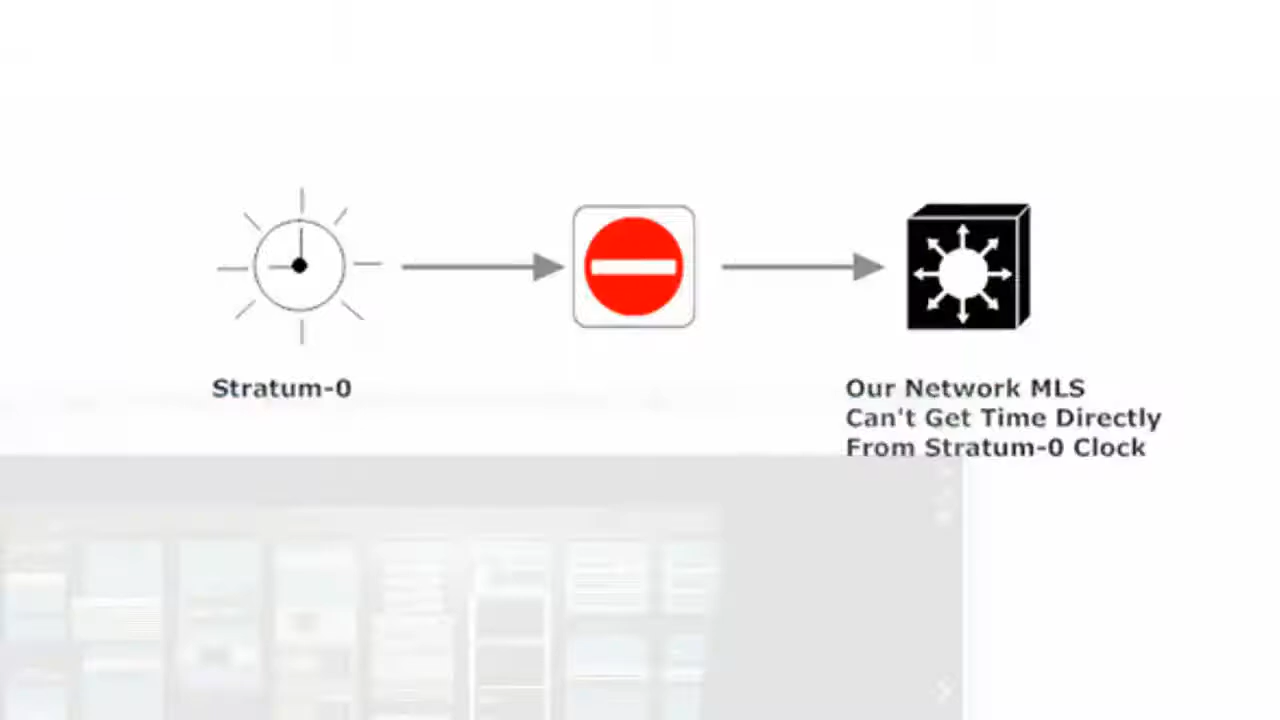 Stratum-0
Our Network MLS
Can't Get Time Directly
From Stratum-0 Clock